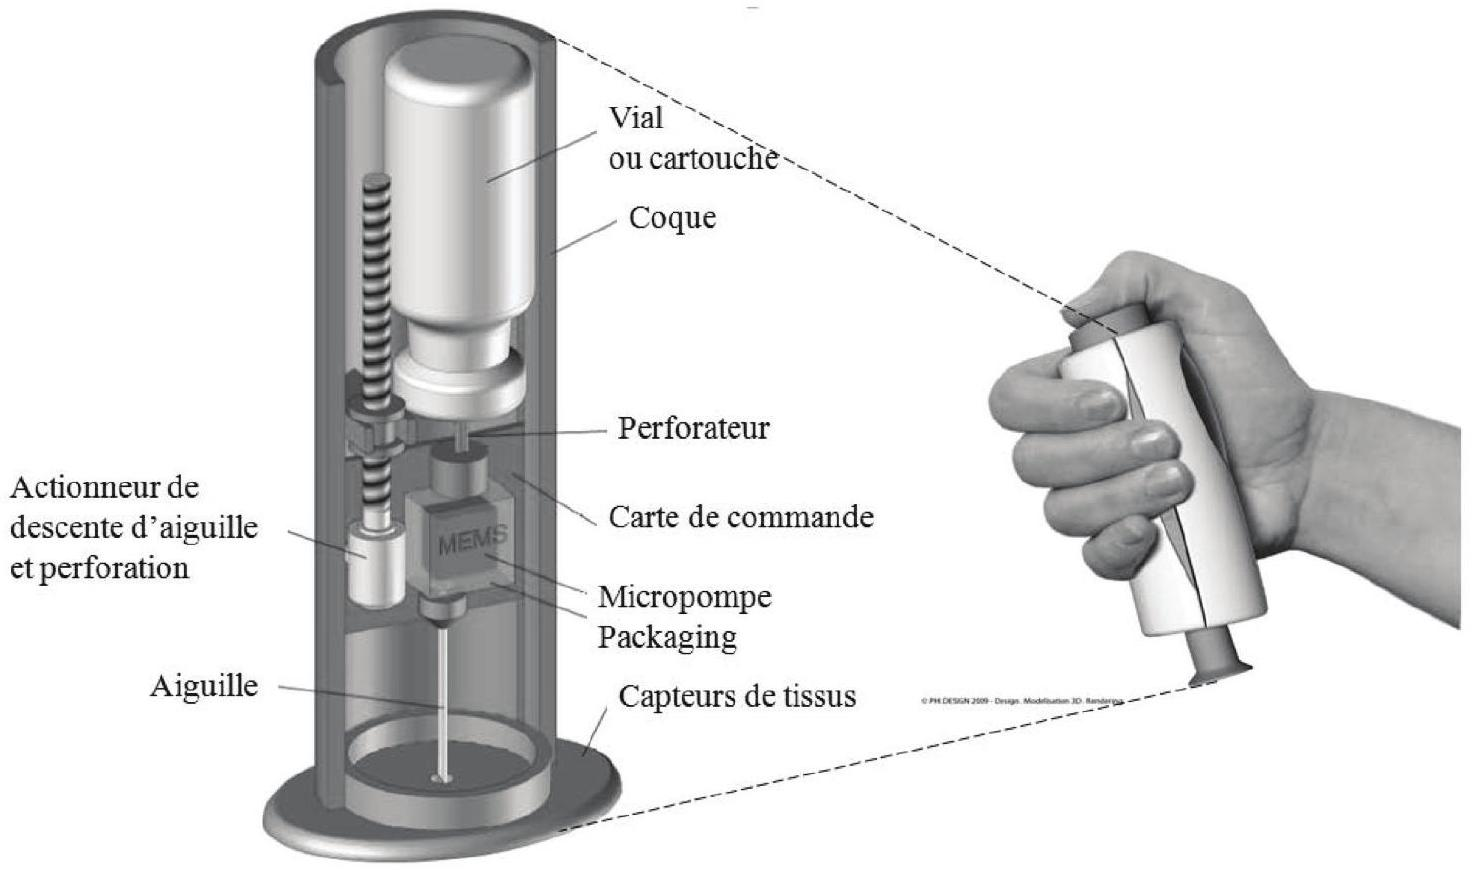 Vial
ou cartouche
Coque
Perforateur
Actionneur de
descente d’aiguille
et perforation
Carte de commande
MEMS
Micropompe
Packaging
Aiguille
Capteurs de tissus
© PH.DESIGN 2009 - Design. Modelisation 3D. Rendering